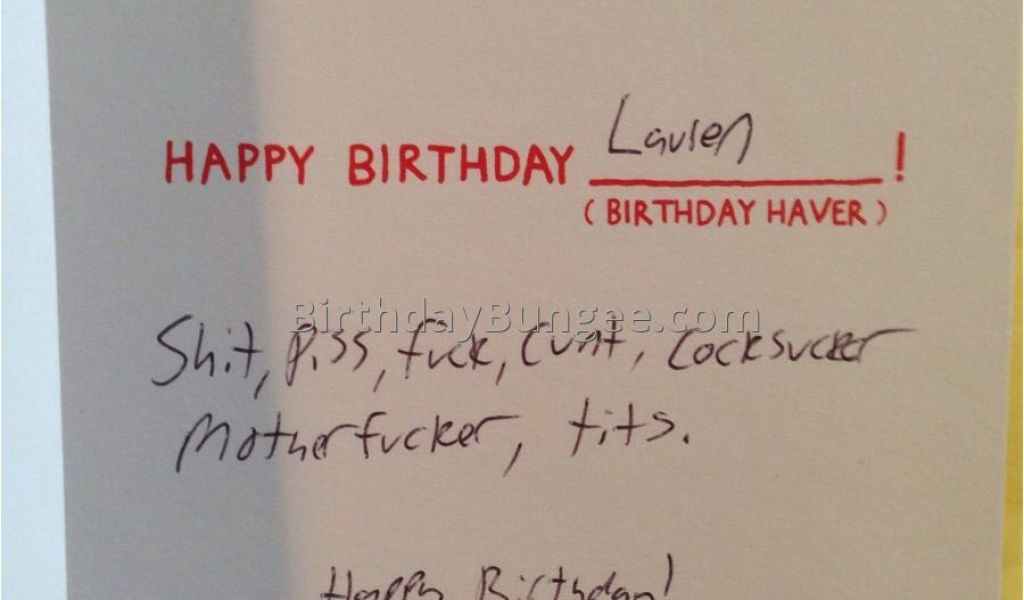 HAPPY BIRTHDAY Lauren!
(BIRTHDAY HAVER)
BirthdayBungee.com
Shit, Piss, fuck, Cunt, Cocksucker
Motherfucker, tits.
Happy Birthday!